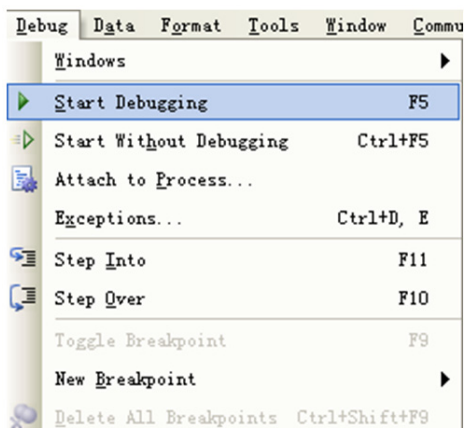 Debug Data Format Tools Window Commu
Windows
Start Debugging F5
Start Without Debugging Ctrl+F5
Attach to Process...
Exceptions... Ctrl+D, E
Step Into F11
Step Over F10
Toggle Breakpoint F9
New Breakpoint
Delete All Breakpoints Ctrl+Shift+F9